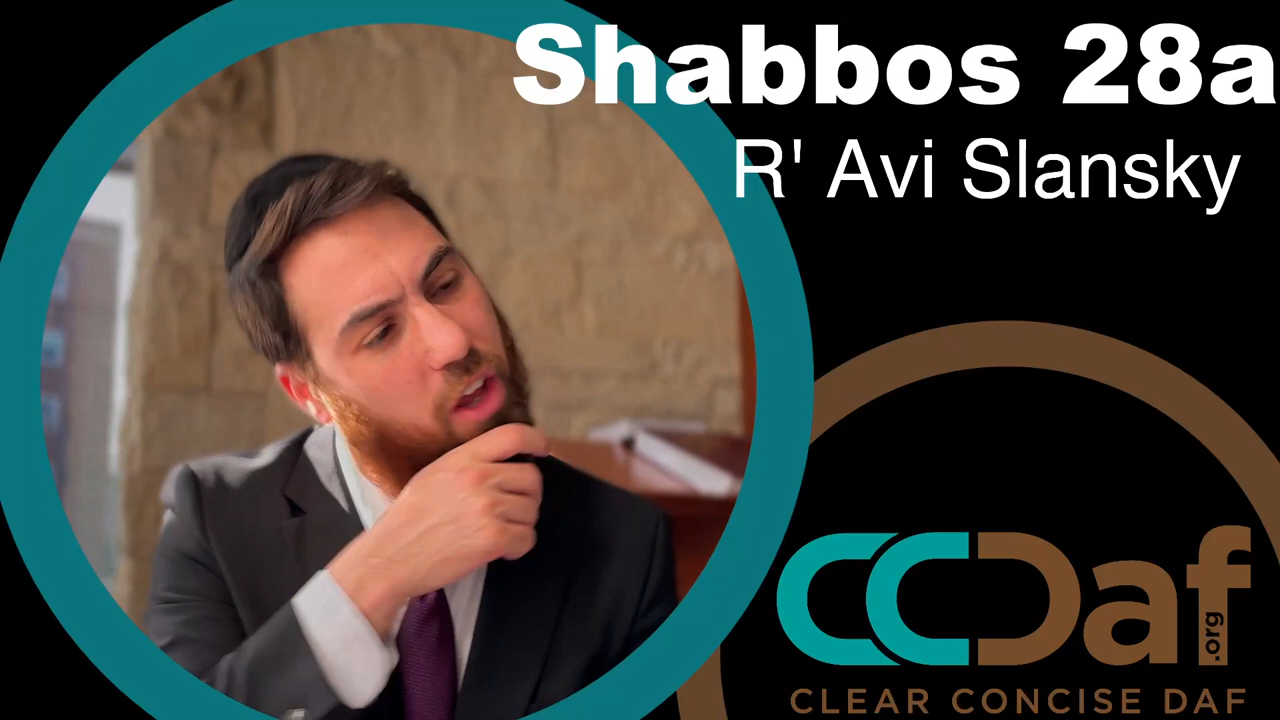 Shabbos 28a
R' Avi Slansky
CCDaf
.org
CLEAR CONCISE DAF